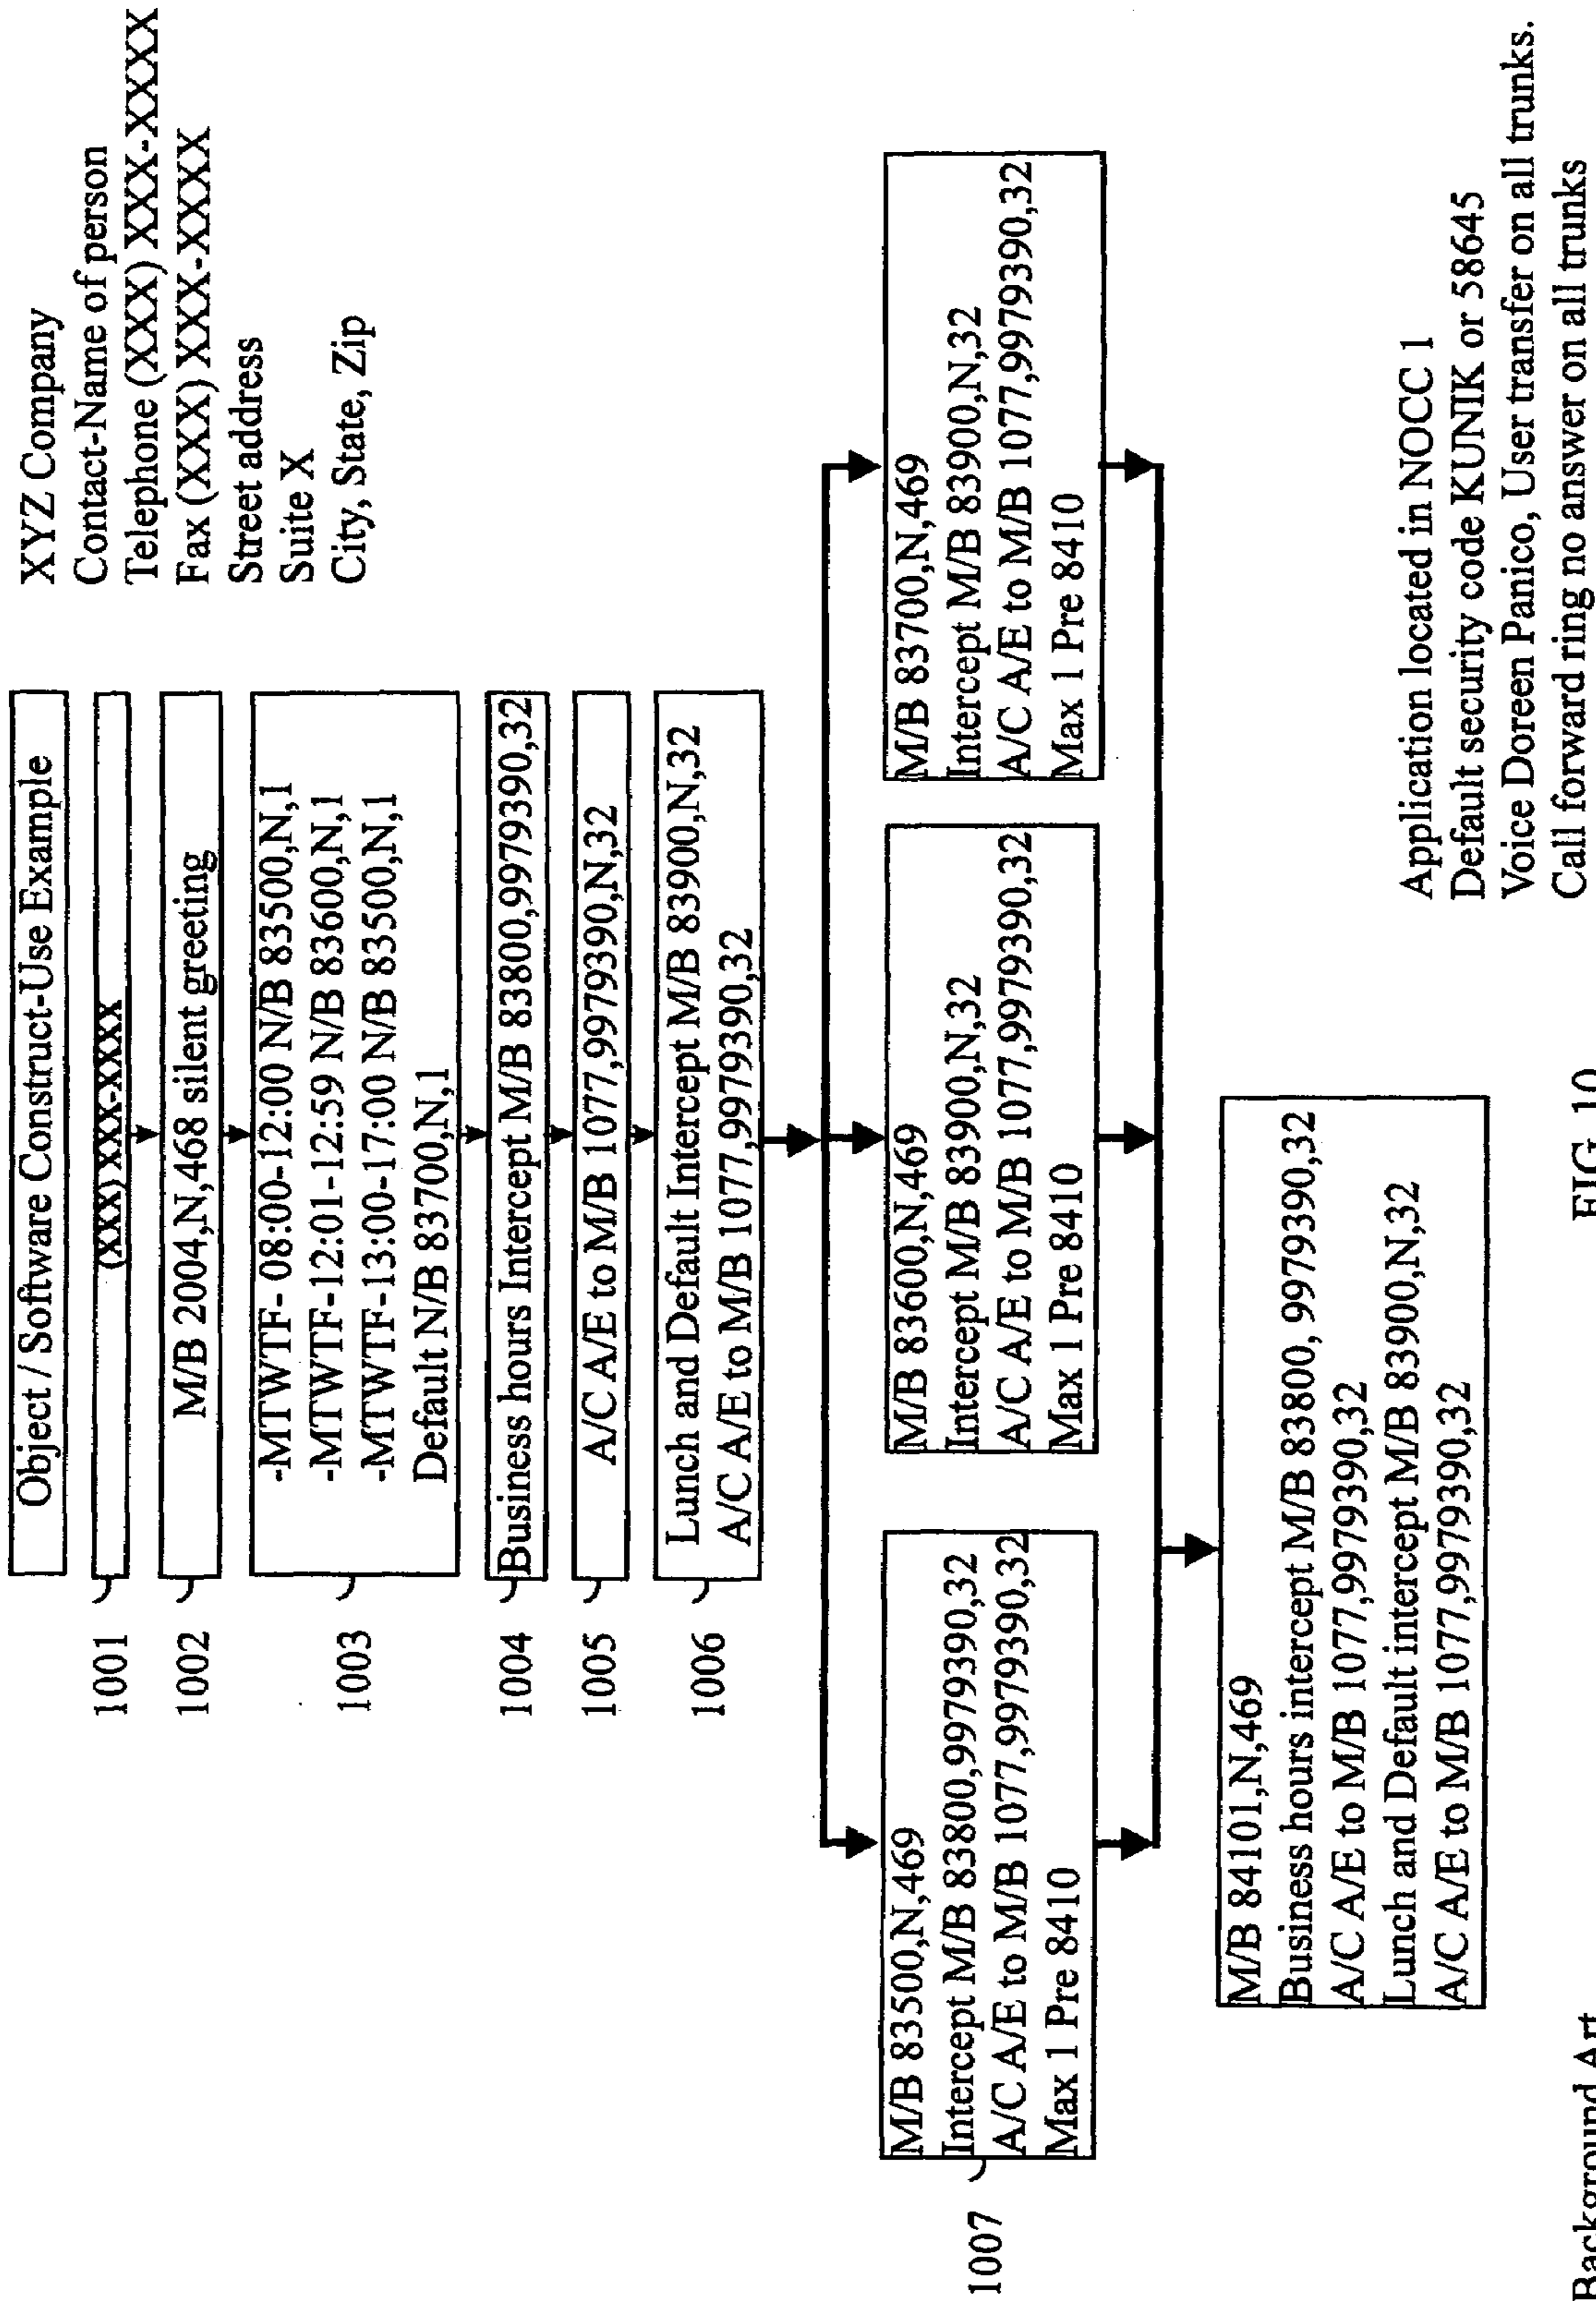 Object / Software Construct-Use Example
XYZ Company
Contact-Name of person
Telephone (XXX) XXX-XXXX
Fax (XXX) XXX-XXXX
Street address
Suite X
City, State, Zip
1001
(XXX) XXX-XXXX
1002
M/B 2004,N,468 silent greeting
1003
-MTWTF- 08:00-12:00 N/B 83500,N,1
-MTWTF-12:01-12:59 N/B 83600,N,1
-MTWTF-13:00-17:00 N/B 83500,N,1
Default N/B 83700,N,1
1004
Business hours Intercept M/B 83800,9979390,32
1005
A/C A/E to M/B 1077,9979390,N,32
1006
Lunch and Default Intercept M/B 83900,N,32
A/C A/E to M/B 1077,9979390,32
1007
M/B 83500,N,469
Intercept M/B 83800,9979390,32
A/C A/E to M/B 1077,9979390,32
Max 1 Pre 8410
M/B 83600,N,469
Intercept M/B 83900,N,32
A/C A/E to M/B 1077,9979390,32
Max 1 Pre 8410
M/B 83700,N,469
Intercept M/B 83900,N,32
A/C A/E to M/B 1077,9979390,32
Max 1 Pre 8410
M/B 84101,N,469
Business hours intercept M/B 83800, 9979390,32
A/C A/E to M/B 1077,9979390,32
Lunch and Default intercept M/B 83900,N,32
A/C A/E to M/B 1077,9979390,32
Application located in NOCC 1
Default security code KUNIK or 58645
Voice Doreen Panico, User transfer on all trunks.
Call forward ring no answer on all trunks
Background Art
FIG 10